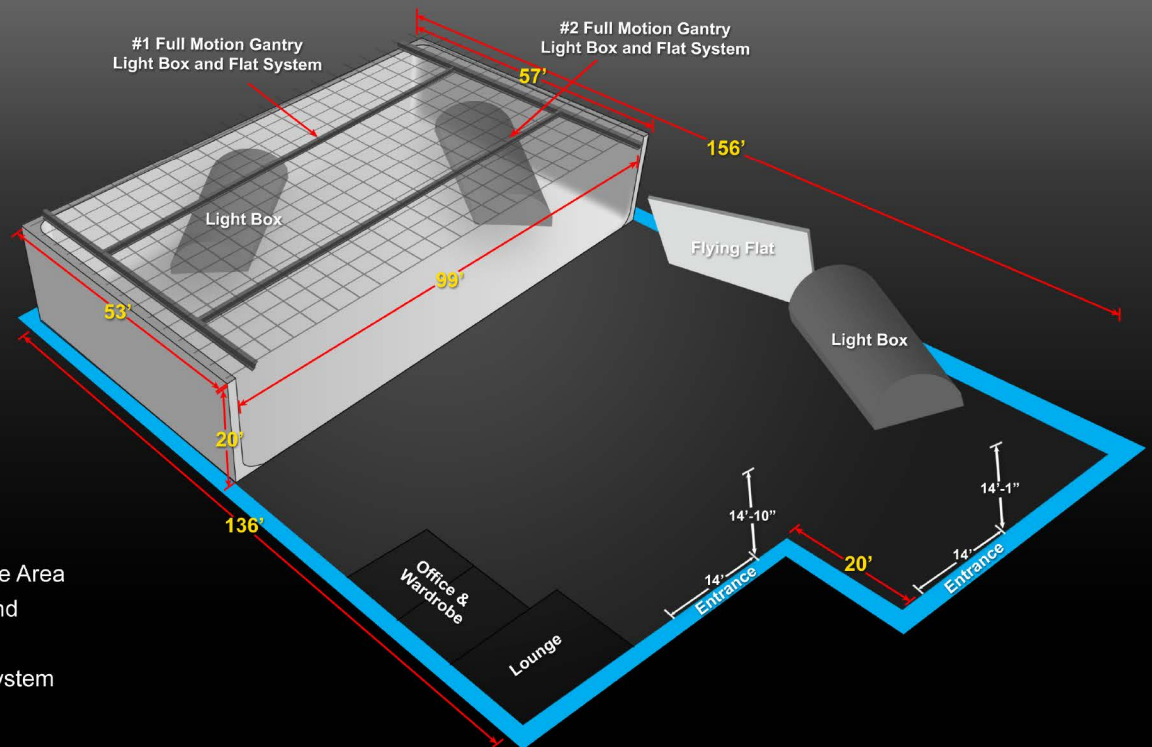 #1 Full Motion Gantry
Light Box and Flat System
#2 Full Motion Gantry
Light Box and Flat System
57’
156’
Light Box
Flying Flat
99’
53’
Light Box
20’
14’-1”
14’-10”
136’
14’
Entrance
20’
14’
Entrance
Office &
Wardrobe
Lounge
e Area
nd
ystem